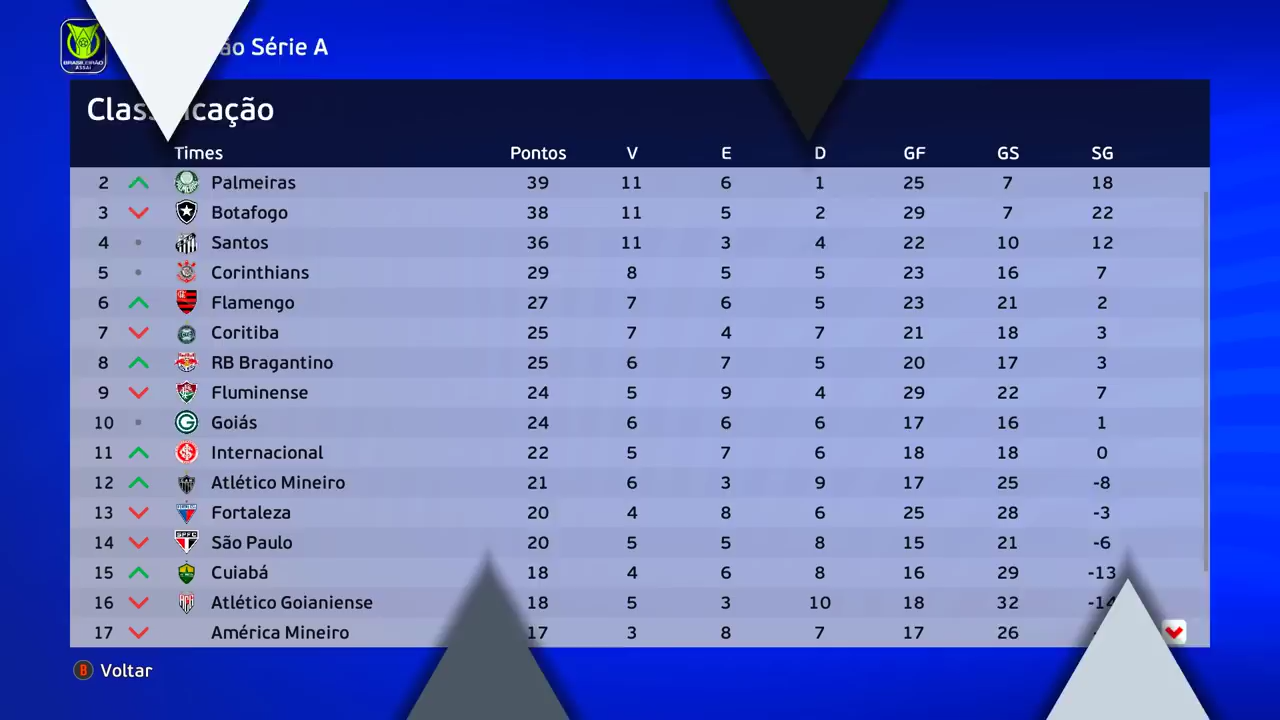 BRASILEIRÃO
ASSAÍ
ão Série A
Classificação
Times Pontos V E D GF GS SG
2 Palmeiras 39 11 6 1 25 7 18
3 Botafogo 38 11 5 2 29 7 22
4 Santos 36 11 3 4 22 10 12
5 Corinthians 29 8 5 5 23 16 7
6 Flamengo 27 7 6 5 23 21 2
7 Coritiba 25 7 4 7 21 18 3
8 RB Bragantino 25 6 7 5 20 17 3
9 Fluminense 24 5 9 4 29 22 7
10 Goiás 24 6 6 6 17 16 1
11 Internacional 22 5 7 6 18 18 0
12 Atlético Mineiro 21 6 3 9 17 25 -8
13 Fortaleza 20 4 8 6 25 28 -3
14 São Paulo 20 5 5 8 15 21 -6
15 Cuiabá 18 4 6 8 16 29 -13
16 Atlético Goianiense 18 5 3 10 18 32 -14
17 América Mineiro 17 3 8 7 17 26
B Voltar